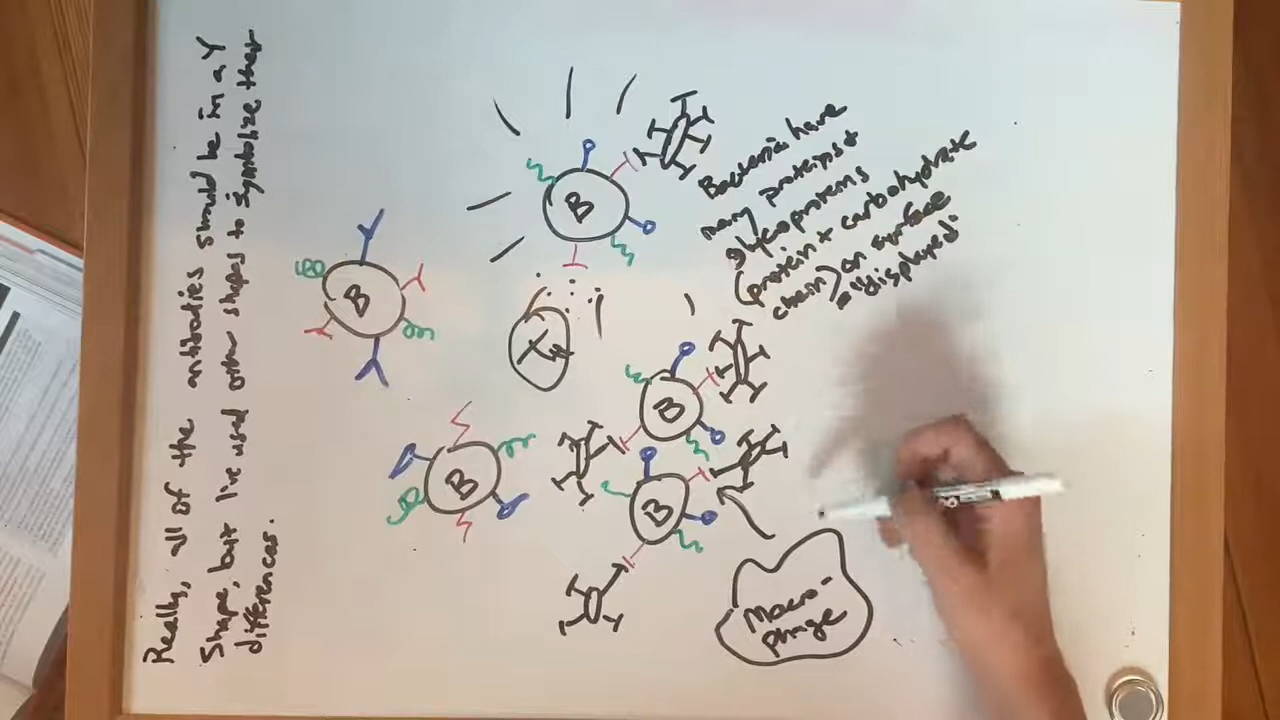 Really, all of the antibodies should be in a Y
Shape, but I've used other shapes to symbolize their
differences.
Bacteria have
many proteins +
glycoproteins
(protein + carbohydrate
chain) on surface
"displayed"
B
B
B
B
B
Macro-
phage